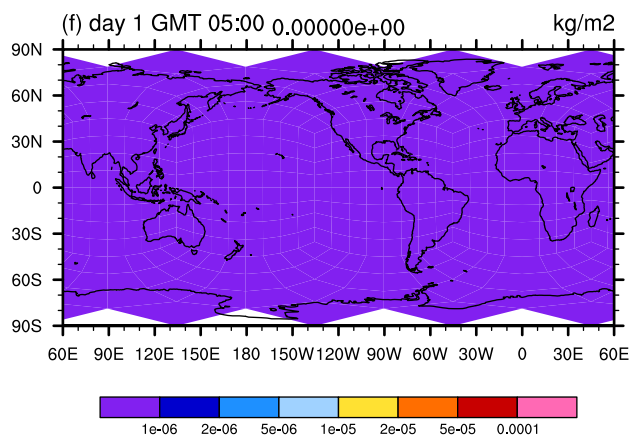 (f) day 1 GMT 05:00 0.00000e+00 kg/m2
90N
60N
30N
0
30S
60S
90S
60E 90E 120E 150E 180 150W 120W 90W 60W 30W 0 30E 60E
1e-06 2e-06 5e-06 1e-05 2e-05 5e-05 0.0001